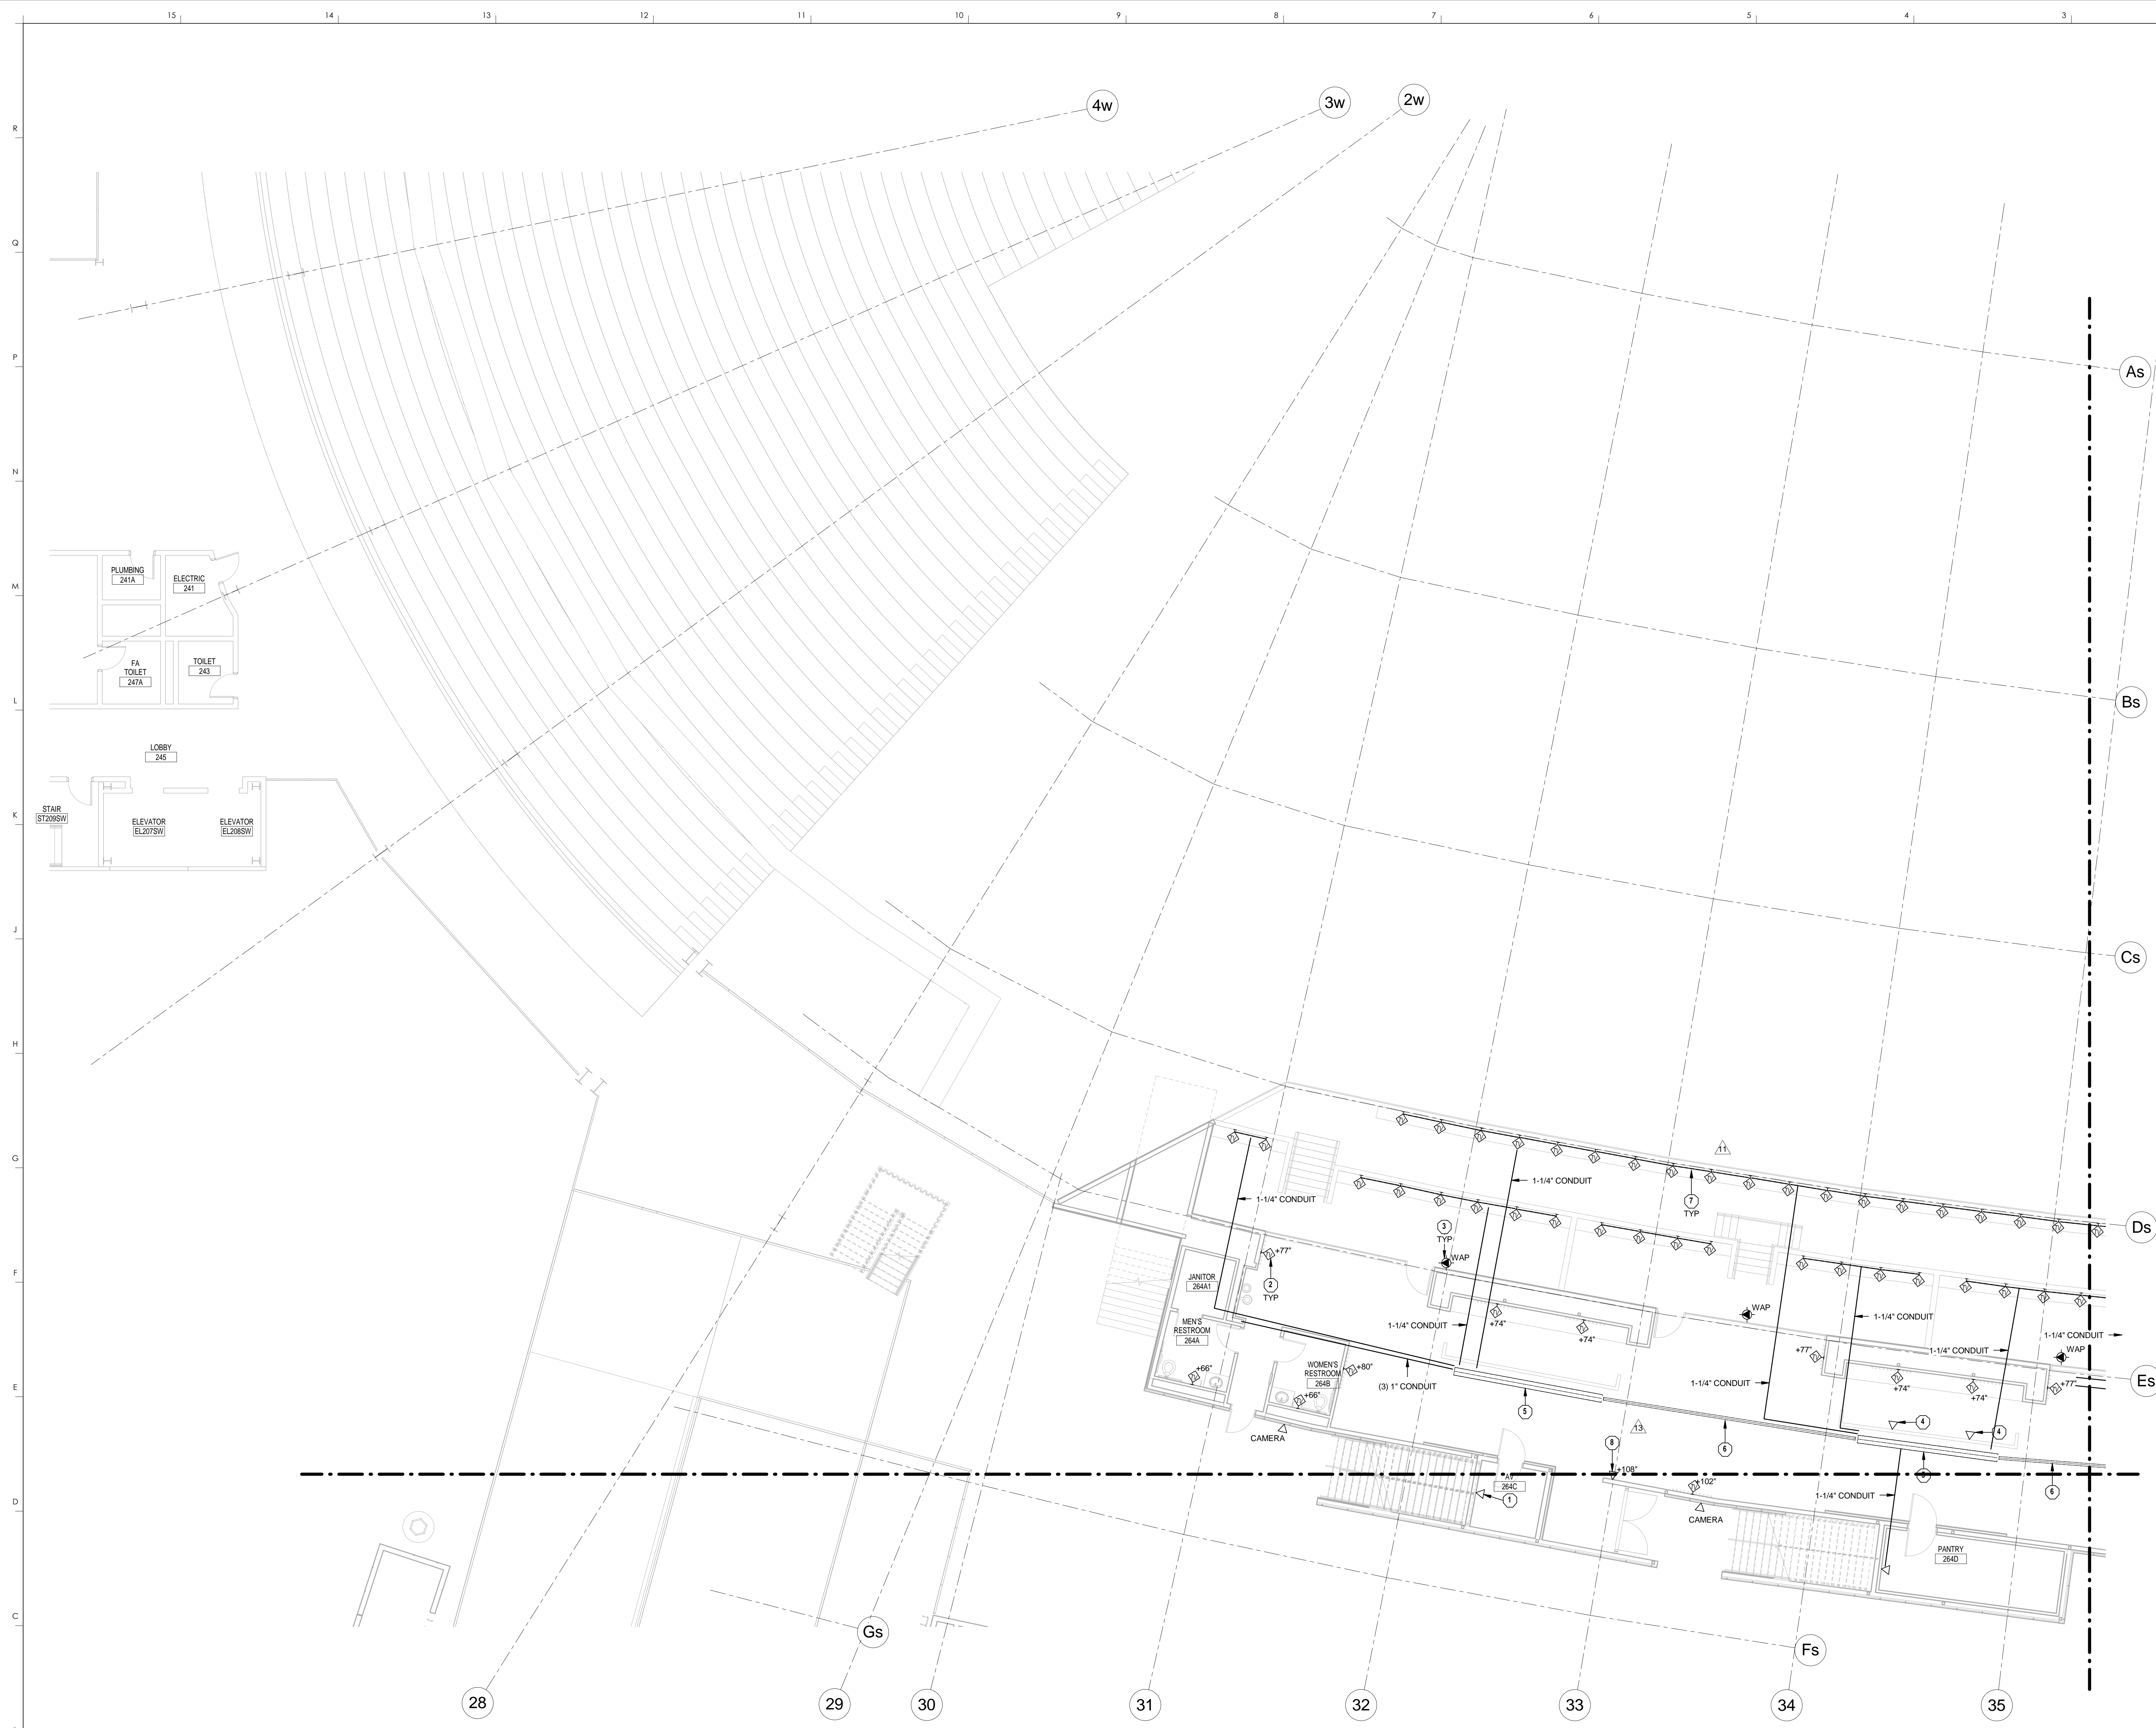 15 14 13 12 11 10 9 8 7 6 5 4 3
R
Q
P
N
M
L
K
J
H
G
F
E
D
C
4w
3w
2w
As
Bs
Cs
Ds
Es
Fs
Gs
28
29
30
31
32
33
34
35
PLUMBING
241A
ELECTRIC
241
FA
TOILET
247A
TOILET
243
LOBBY
245
STAIR
ST209SW
ELEVATOR
EL207SW
ELEVATOR
EL208SW
11
1-1/4" CONDUIT
1-1/4" CONDUIT
7
TYP
3
TYP
WAP
+77"
2
TYP
JANITOR
264A1
WAP
MEN'S
RESTROOM
264A
1-1/4" CONDUIT
+74"
+74"
1-1/4" CONDUIT
1-1/4" CONDUIT
1-1/4" CONDUIT
WAP
+77"
+66"
WOMEN'S
RESTROOM
264B
+80"
+66"
(3) 1" CONDUIT
1-1/4" CONDUIT
+74"
+74"
+77"
5
4
4
13
6
CAMERA
8
+108"
5
6
+102"
AV
264C
1
1-1/4" CONDUIT
CAMERA
PANTRY
264D